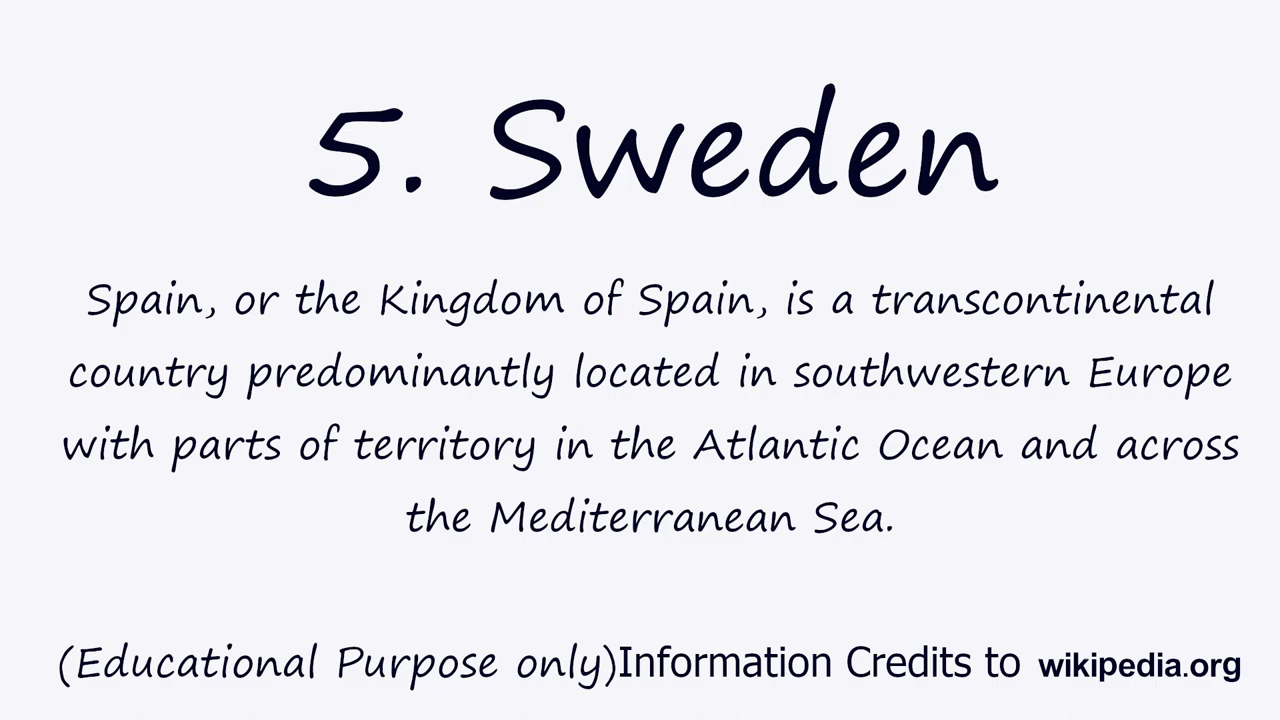 5. Sweden
Spain, or the Kingdom of Spain, is a transcontinental
country predominantly located in southwestern Europe
with parts of territory in the Atlantic Ocean and across
the Mediterranean Sea.
(Educational Purpose only)Information Credits to wikipedia.org